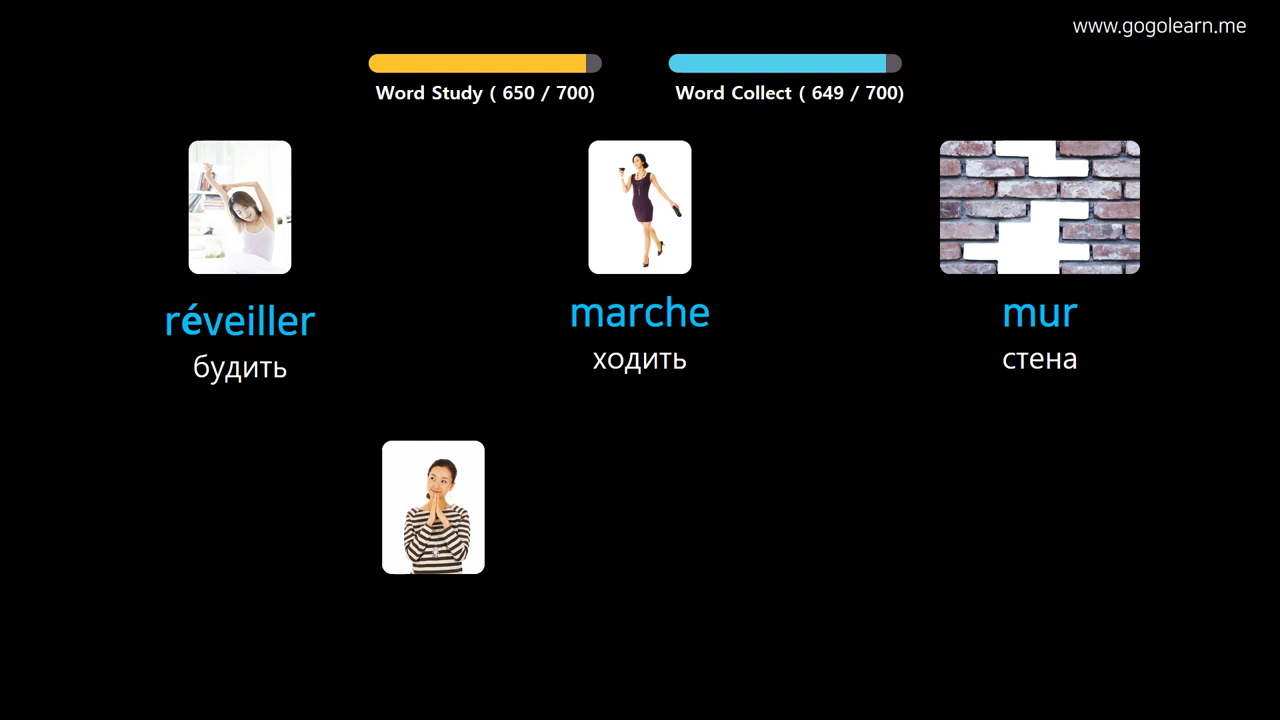 www.gogolearn.me
Word Study ( 650 / 700)
Word Collect ( 649 / 700)
réveiller
будить
marche
ходить
mur
стена